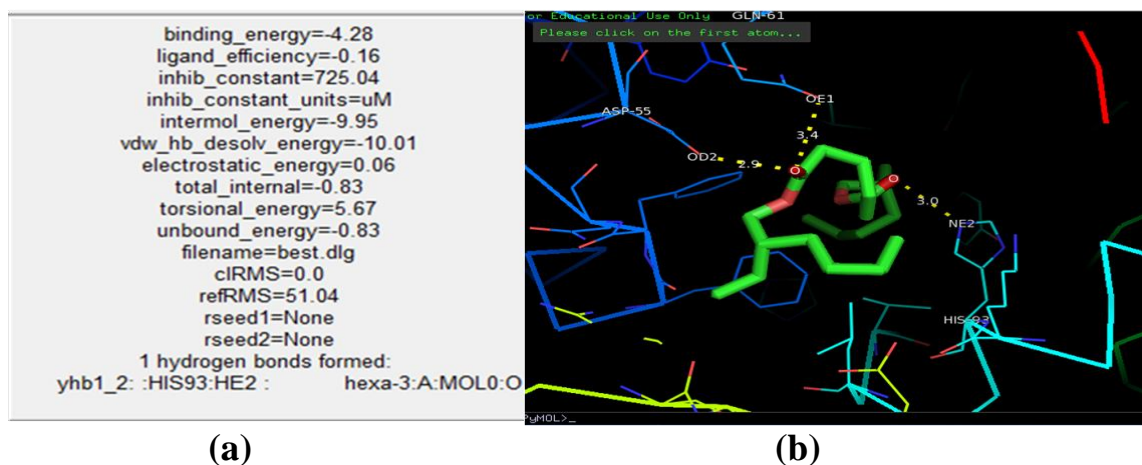 binding_energy=-4.28
ligand_efficiency=-0.16
inhib_constant=725.04
inhib_constant_units=uM
intermol_energy=-9.95
vdw_hb_desolv_energy=-10.01
electrostatic_energy=0.06
total_internal=-0.83
torsional_energy=5.67
unbound_energy=-0.83
filename=best.dlg
clRMS=0.0
refRMS=51.04
rseed1=None
rseed2=None
1 hydrogen bonds formed:
yhb1_2: :HIS93:HE2 : hexa-3:A:MOL0:O
(a)
or Educational Use Only
GLN-61
Please click on the first atom...
OE1
ASP-55
3.4
OD2
2.9
O
O
3.0
NE2
HIS-93
PyMOL>_
(b)